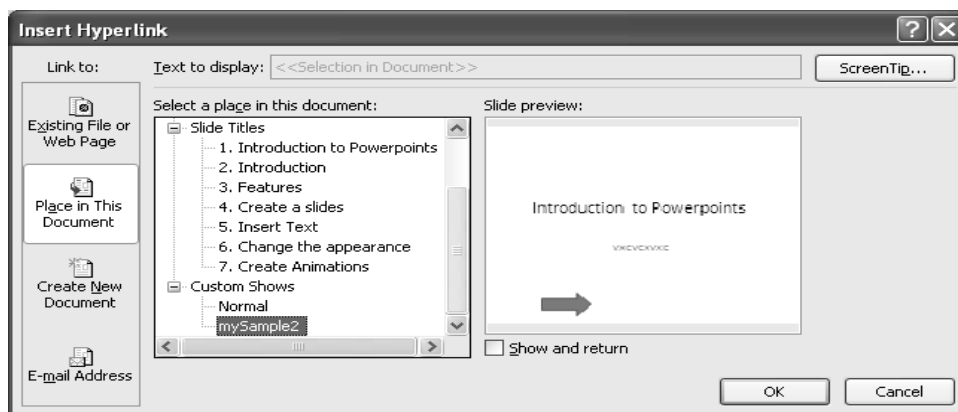 Insert Hyperlink
Link to:
Text to display: <<Selection in Document>>
ScreenTip...
Existing File or
Web Page
Place in This
Document
Create New
Document
E-mail Address
Select a place in this document:
Slide Titles
1. Introduction to Powerpoints
2. Introduction
3. Features
4. Create a slides
5. Insert Text
6. Change the appearance
7. Create Animations
Custom Shows
Normal
mySample2
Slide preview:
Introduction to Powerpoints
Show and return
OK
Cancel